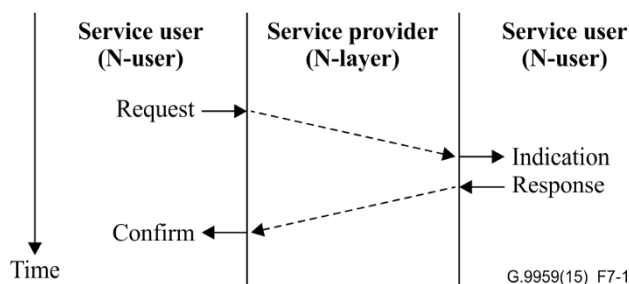 Service user
(N-user)
Service provider
(N-layer)
Service user
(N-user)
Request
Indication
Response
Confirm
Time
G.9959(15) F7-1